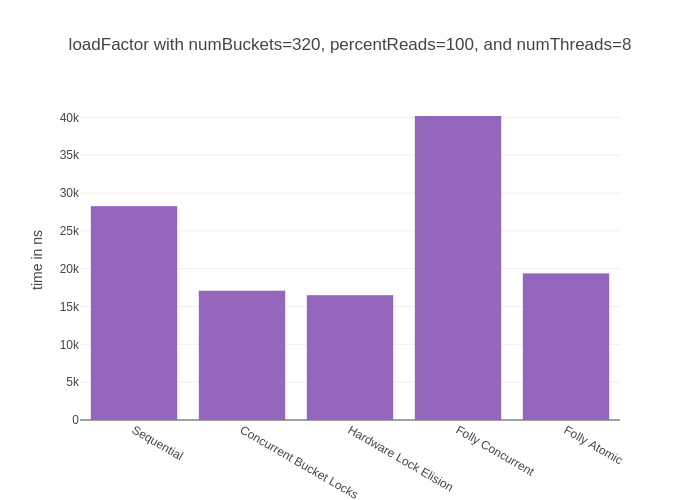 loadFactor with numBuckets=320, percentReads=100, and numThreads=8
time in ns
40k
35k
30k
25k
20k
15k
10k
5k
0
Sequential
Concurrent Bucket Locks
Hardware Lock Elision
Folly Concurrent
Folly Atomic